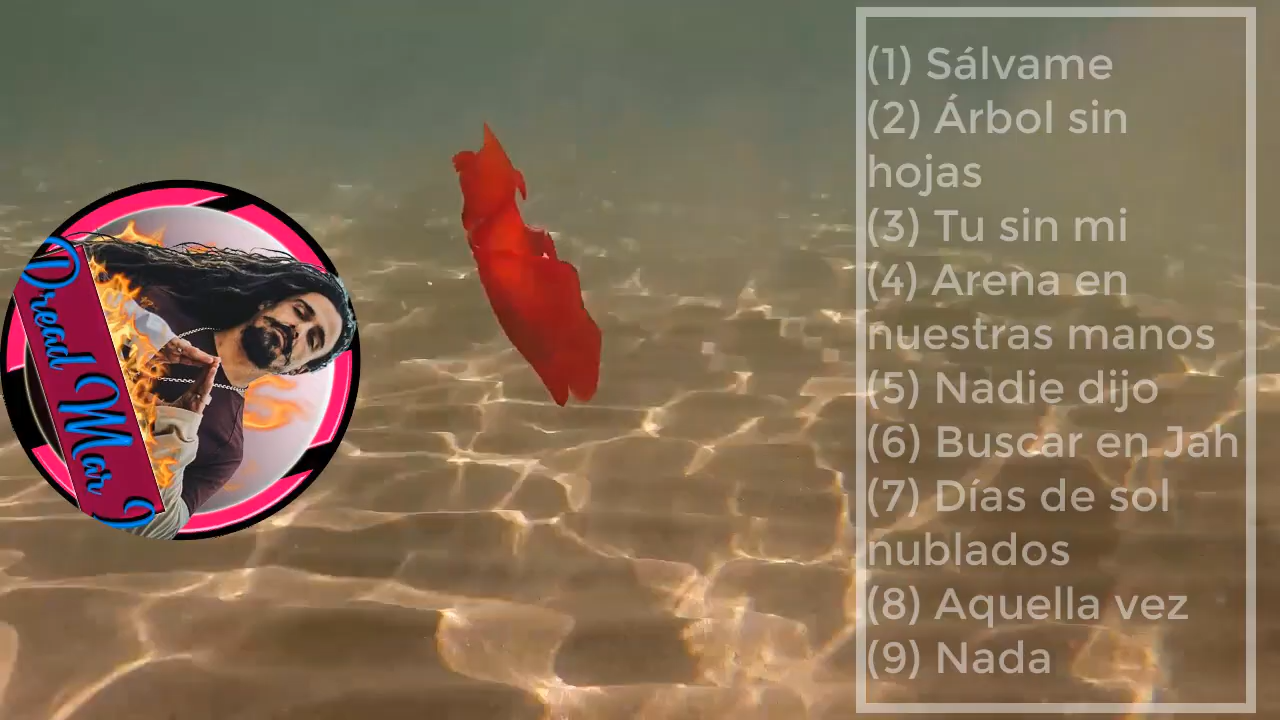 Dread Mar I
(1) Sálvame
(2) Árbol sin
hojas
(3) Tu sin mi
(4) Arena en
nuestras manos
(5) Nadie dijo
(6) Buscar en Jah
(7) Días de sol
nublados
(8) Aquella vez
(9) Nada